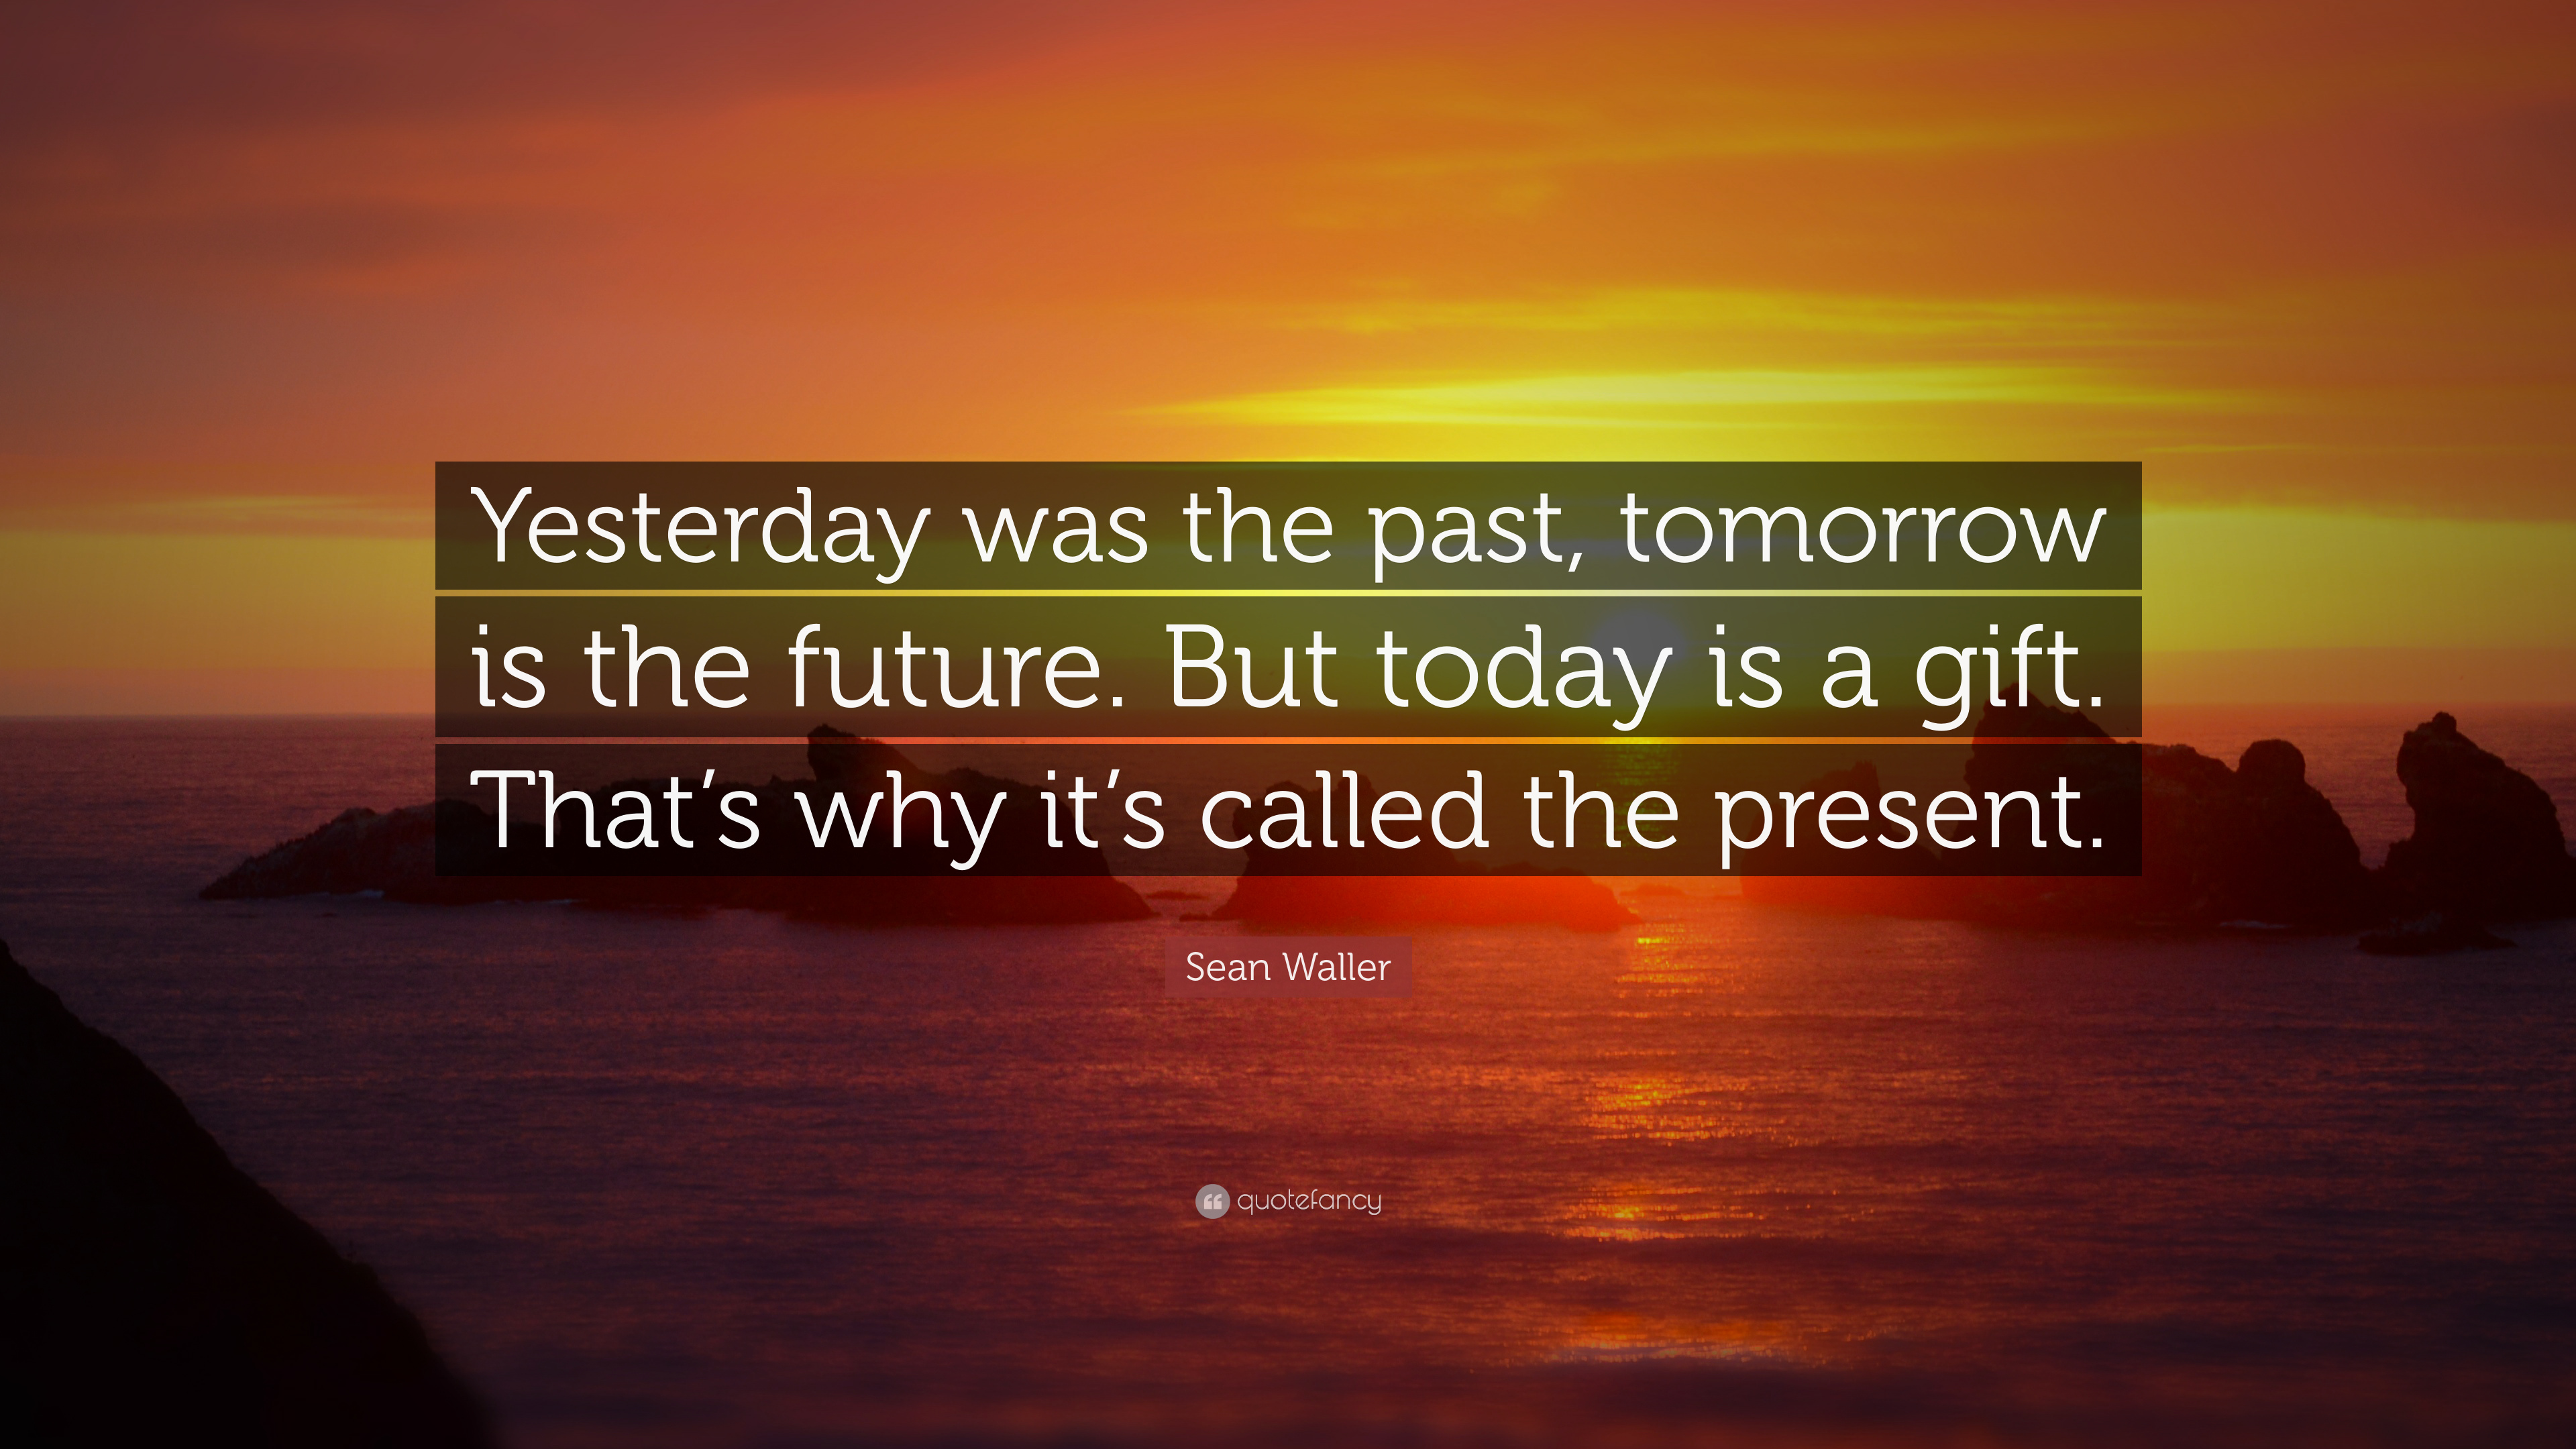 Yesterday was the past, tomorrow
is the future. But today is a gift.
That’s why it’s called the present.
Sean Waller
quotefancy